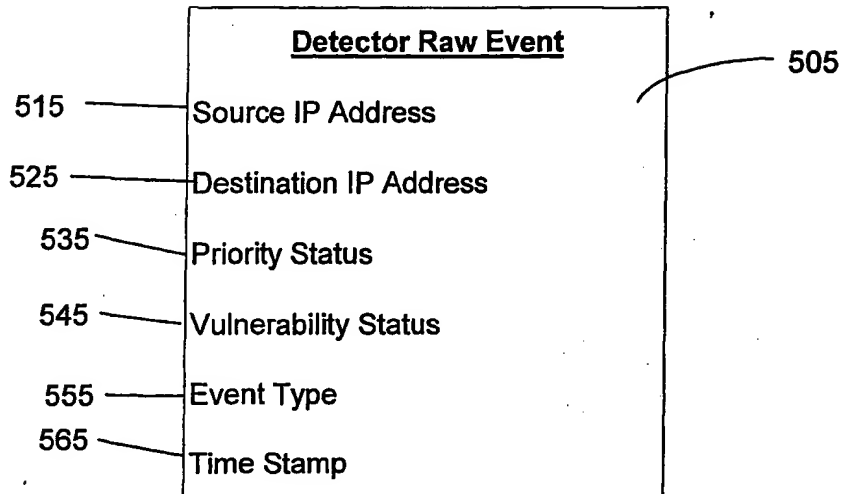 Detector Raw Event
505
515 Source IP Address
525 Destination IP Address
535 Priority Status
545 Vulnerability Status
555 Event Type
565 Time Stamp